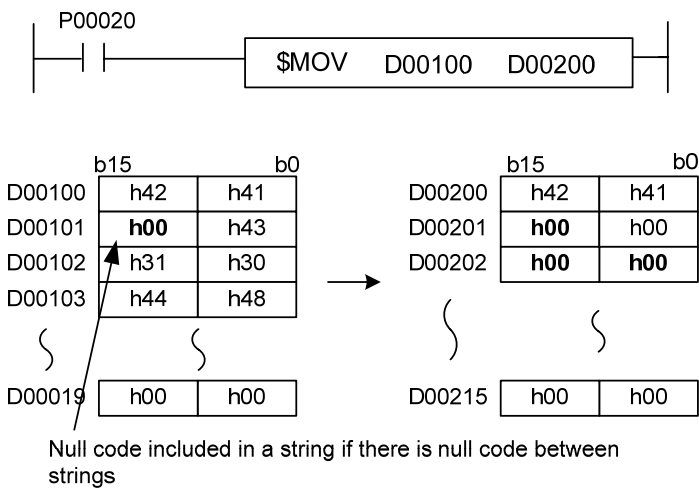 P00020
$MOV D00100 D00200
b15 b0 b15 b0
D00100 h42 h41 D00200 h42 h41
D00101 h00 h43 D00201 h00 h00
D00102 h31 h30 D00202 h00 h00
D00103 h44 h48
D00019 h00 h00 D00215 h00 h00
Null code included in a string if there is null code between
strings